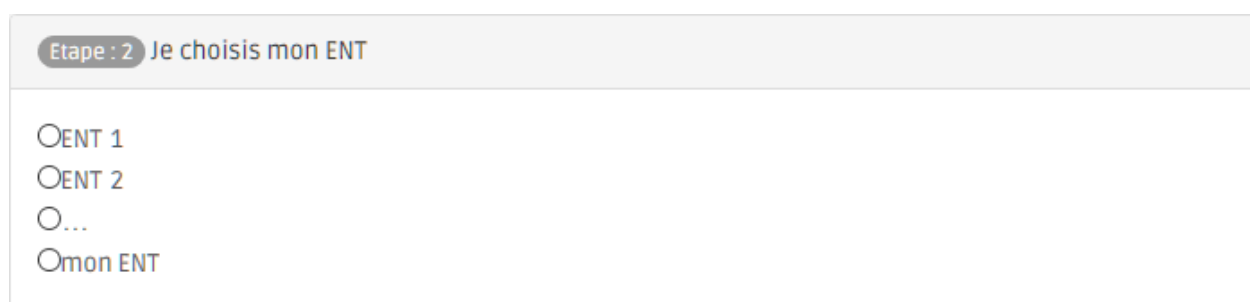 Etape : 2 Je choisis mon ENT
ENT 1
ENT 2
...
mon ENT